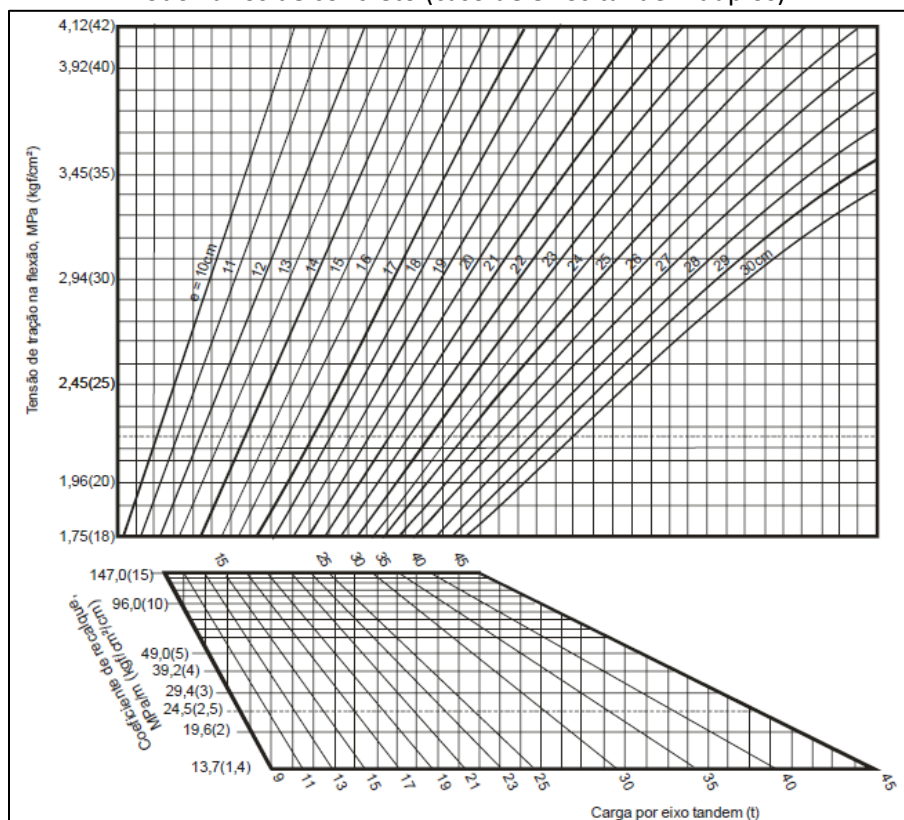 4,12(42)
3,92(40)
3,45(35)
2,94(30)
2,45(25)
1,96(20)
1,75(18)
Tensão de tração na flexão, MPa (kgf/cm²)
e = 10cm 11 12 13 14 15 16 17 18 19 20 21 22 23 24 25 26 27 28 29 30cm
15 25 30 35 40 45
147,0(15)
96,0(10)
49,0(5)
39,2(4)
29,4(3)
24,5(2,5)
19,6(2)
13,7(1,4)
Coeficiente de recalque,
MPa/m (kgf/cm²/cm)
9 11 13 15 17 19 21 23 25 30 35 40 45
Carga por eixo tandem (t)